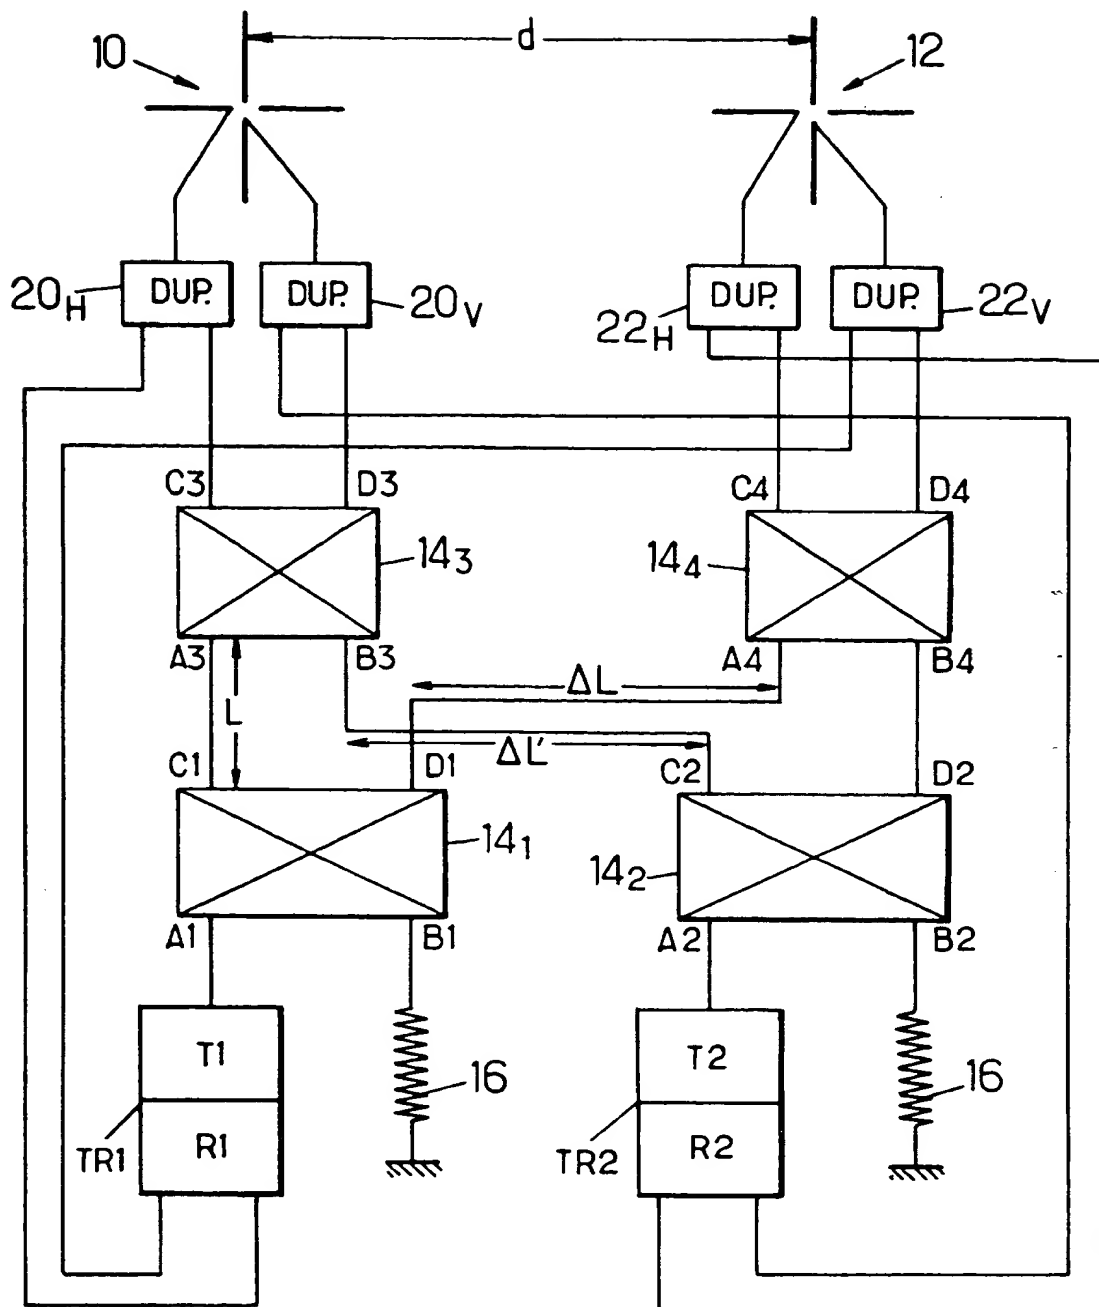 d
10
12
DUP.
DUP.
DUP.
DUP.
20H
20V
22H
22V
C3
D3
C4
D4
143
144
A3
B3
A4
B4
ΔL
L
ΔL'
C1
D1
C2
D2
141
142
A1
B1
A2
B2
T1
T2
16
16
TR1
R1
TR2
R2